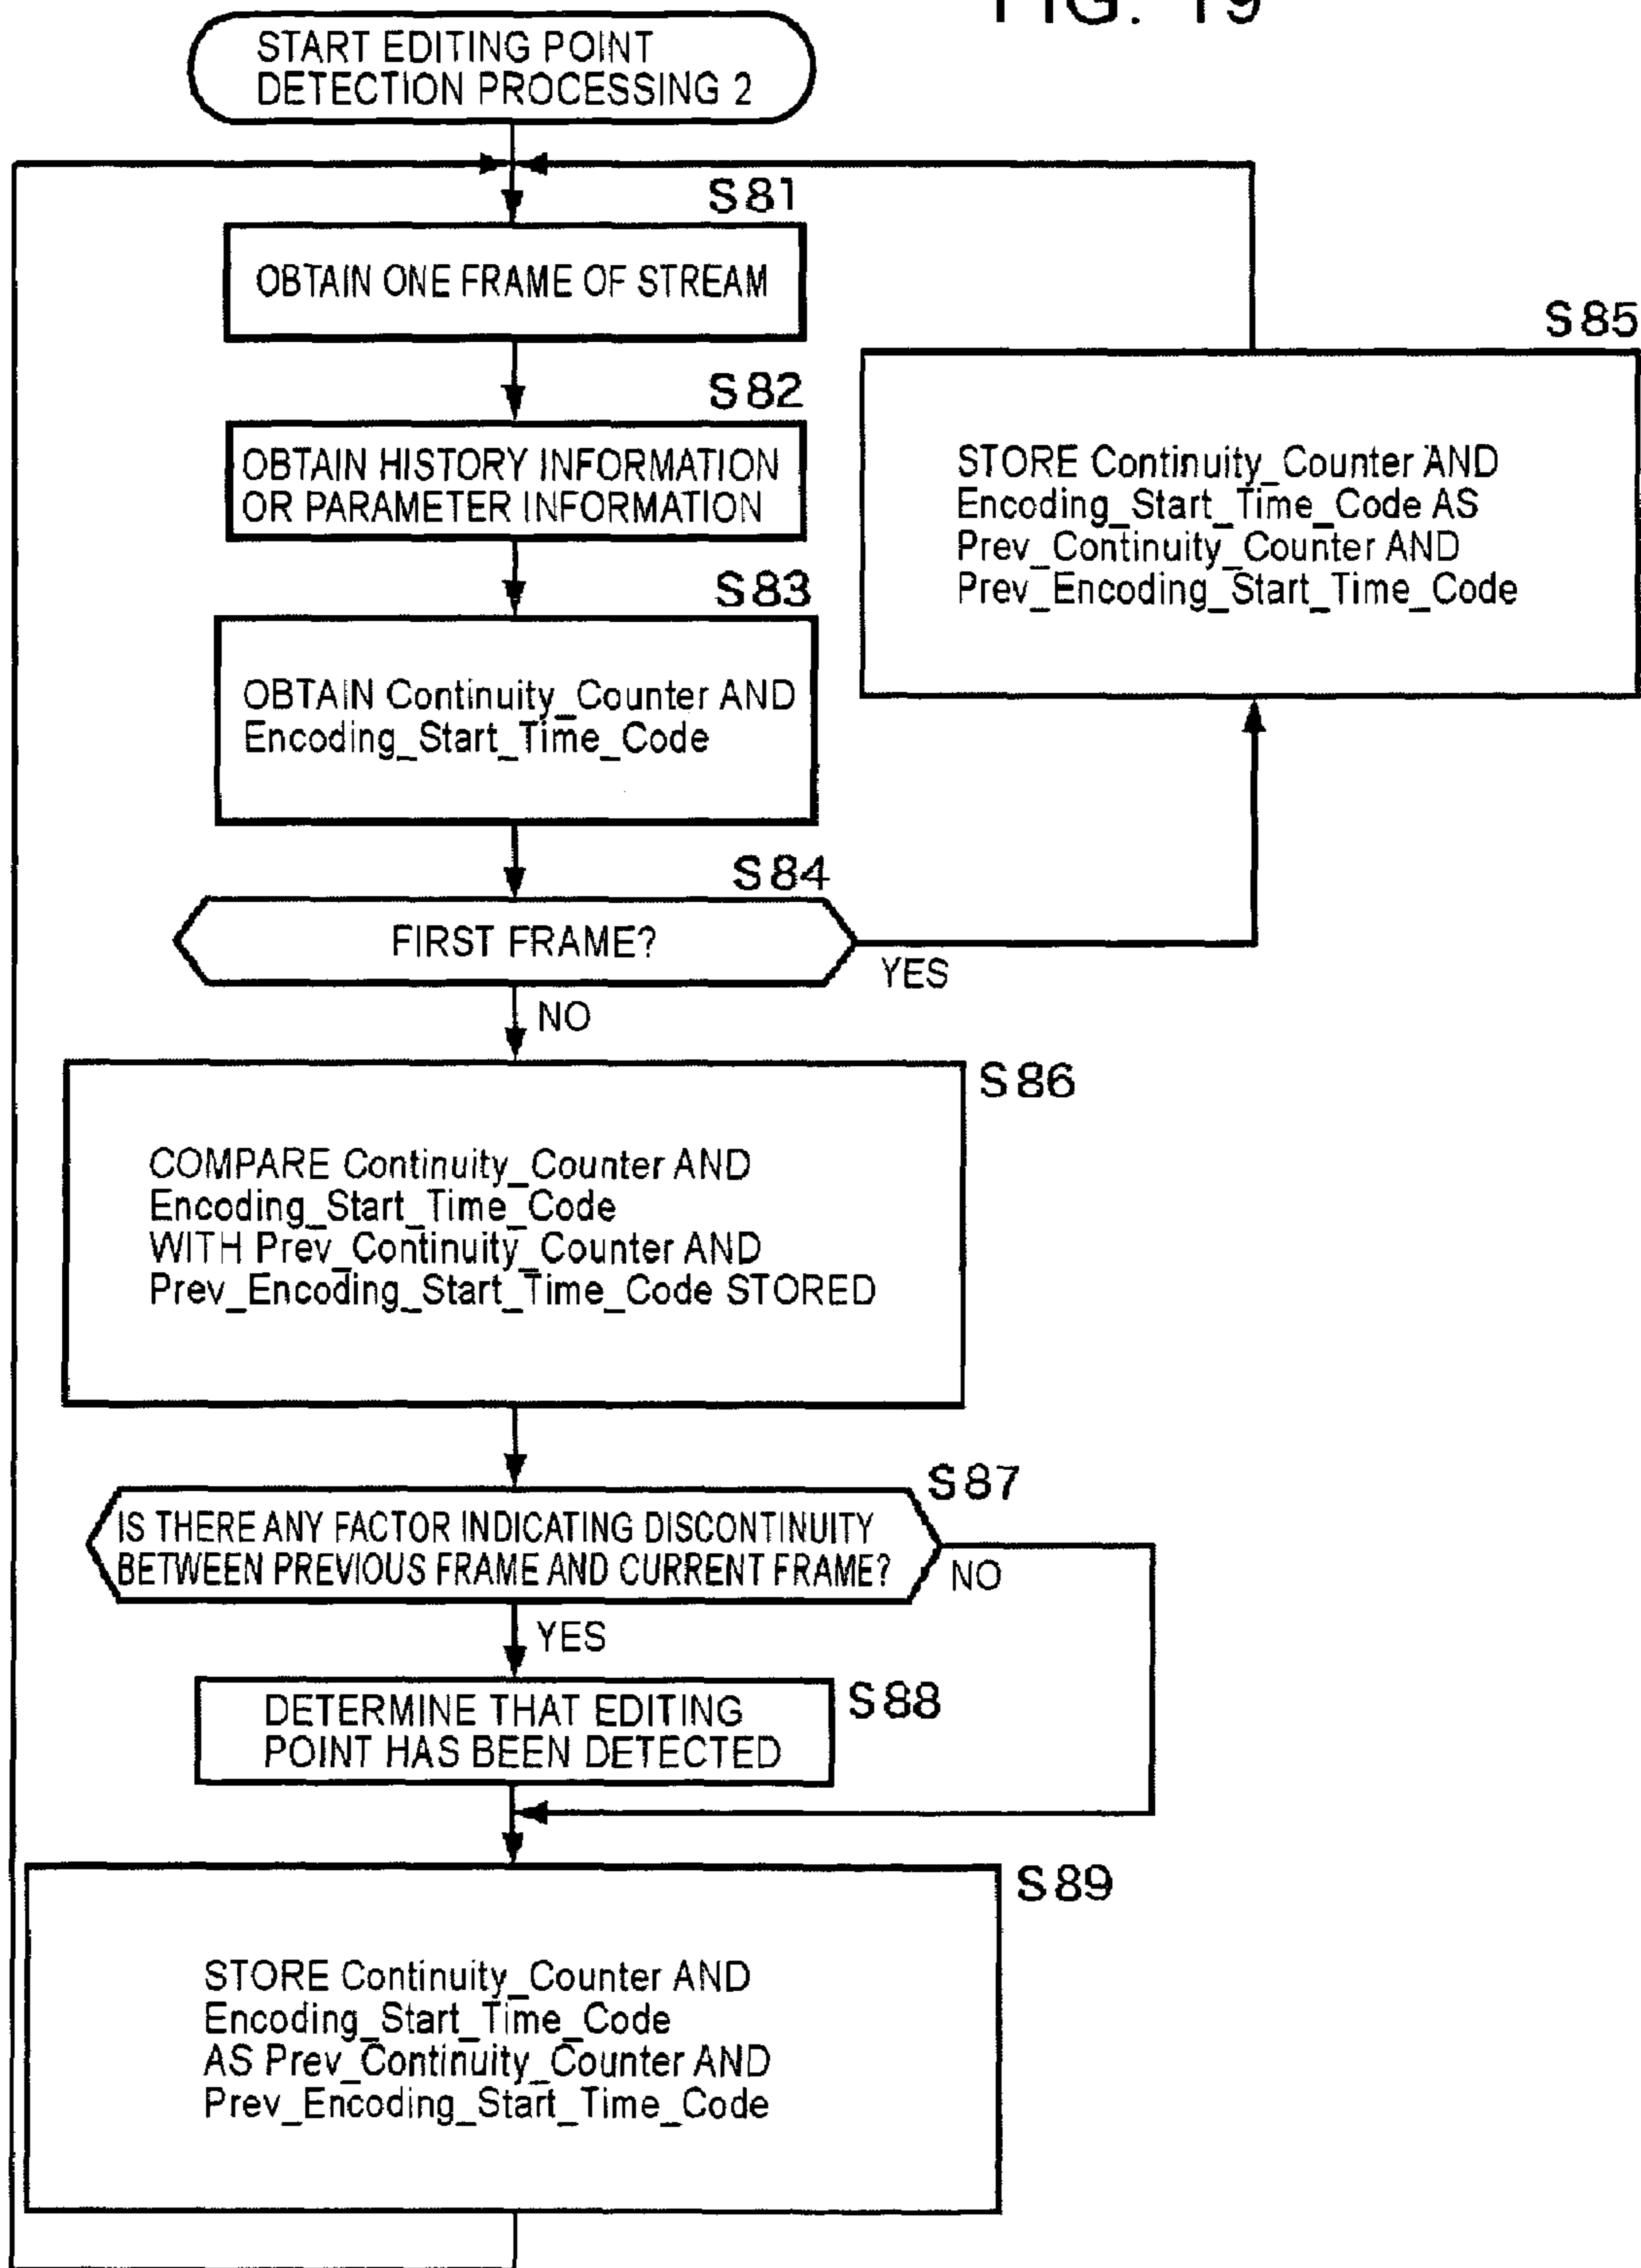 FIG. 19
START EDITING POINT
DETECTION PROCESSING 2
S81
OBTAIN ONE FRAME OF STREAM
S82
OBTAIN HISTORY INFORMATION
OR PARAMETER INFORMATION
S83
OBTAIN Continuity_Counter AND
Encoding_Start_Time_Code
S84
FIRST FRAME?
YES
NO
S85
STORE Continuity_Counter AND
Encoding_Start_Time_Code AS
Prev_Continuity_Counter AND
Prev_Encoding_Start_Time_Code
S86
COMPARE Continuity_Counter AND
Encoding_Start_Time_Code
WITH Prev_Continuity_Counter AND
Prev_Encoding_Start_Time_Code STORED
S87
IS THERE ANY FACTOR INDICATING DISCONTINUITY
BETWEEN PREVIOUS FRAME AND CURRENT FRAME?
NO
YES
S88
DETERMINE THAT EDITING
POINT HAS BEEN DETECTED
S89
STORE Continuity_Counter AND
Encoding_Start_Time_Code
AS Prev_Continuity_Counter AND
Prev_Encoding_Start_Time_Code